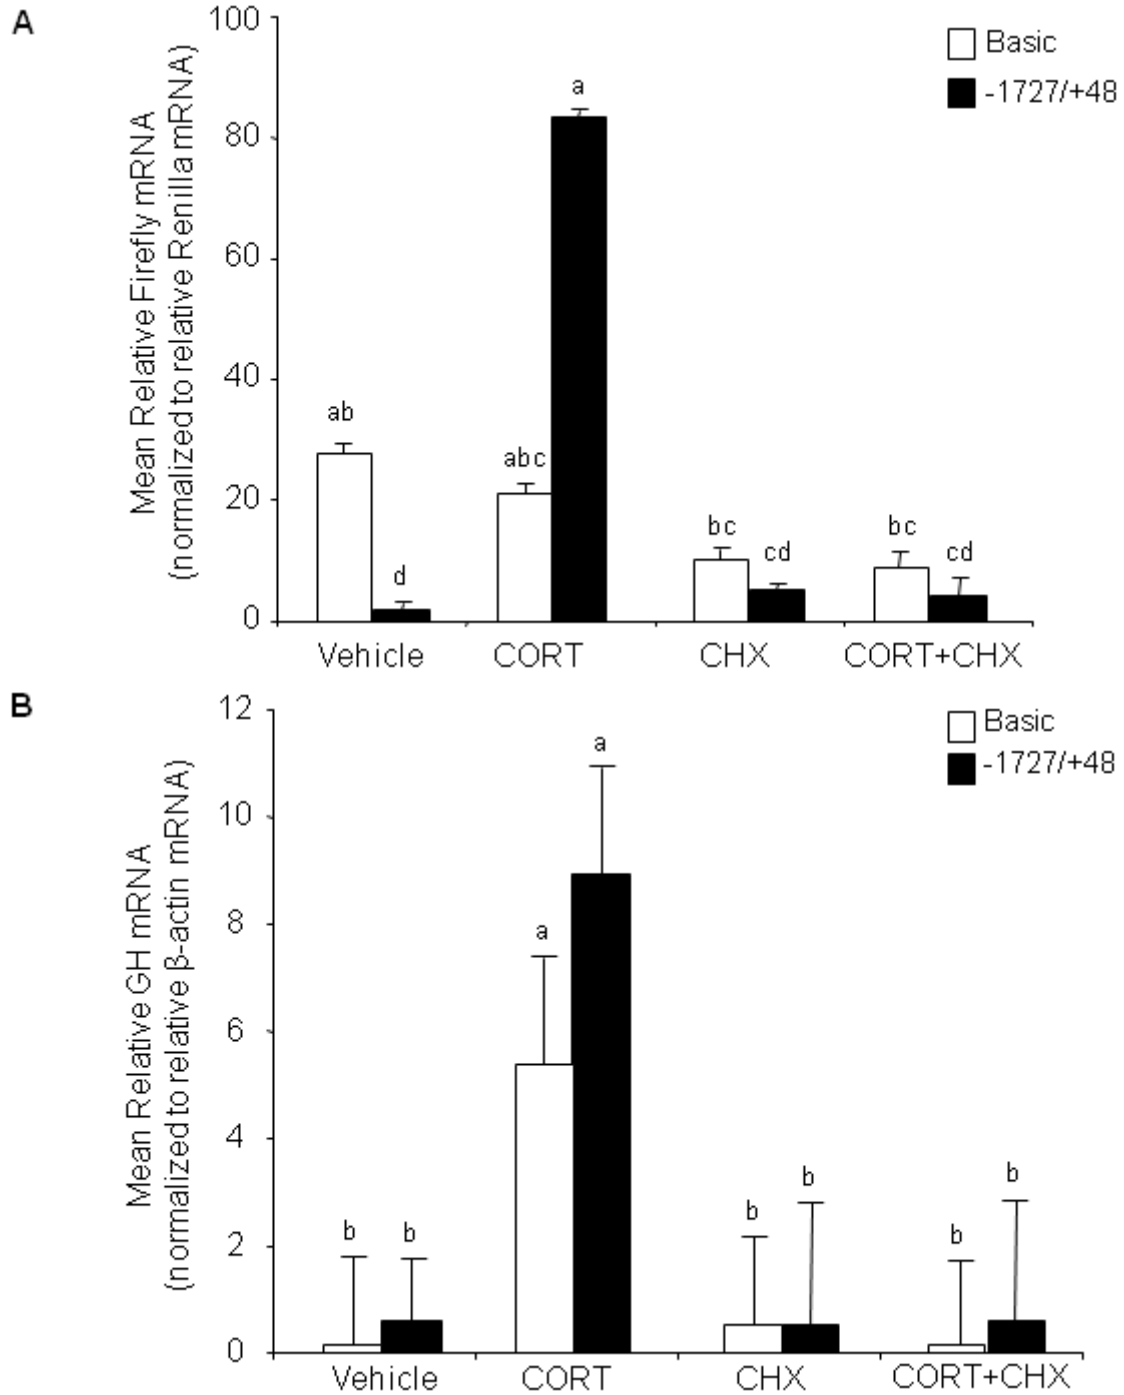 A
Mean Relative Firefly mRNA
(normalized to relative Renilla mRNA)
100
80
60
40
20
0
Basic
-1727/+48
ab
d
abc
a
bc
cd
bc
cd
Vehicle
CORT
CHX
CORT+CHX
B
Mean Relative GH mRNA
(normalized to relative β-actin mRNA)
12
10
8
6
4
2
0
Basic
-1727/+48
b
b
a
a
b
b
b
b
Vehicle
CORT
CHX
CORT+CHX